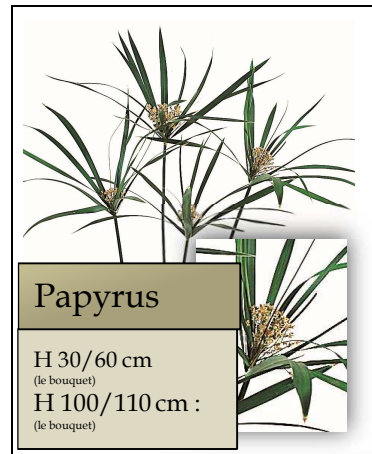 Papyrus
H 30/60 cm
(le bouquet)
H 100/110 cm :
(le bouquet)